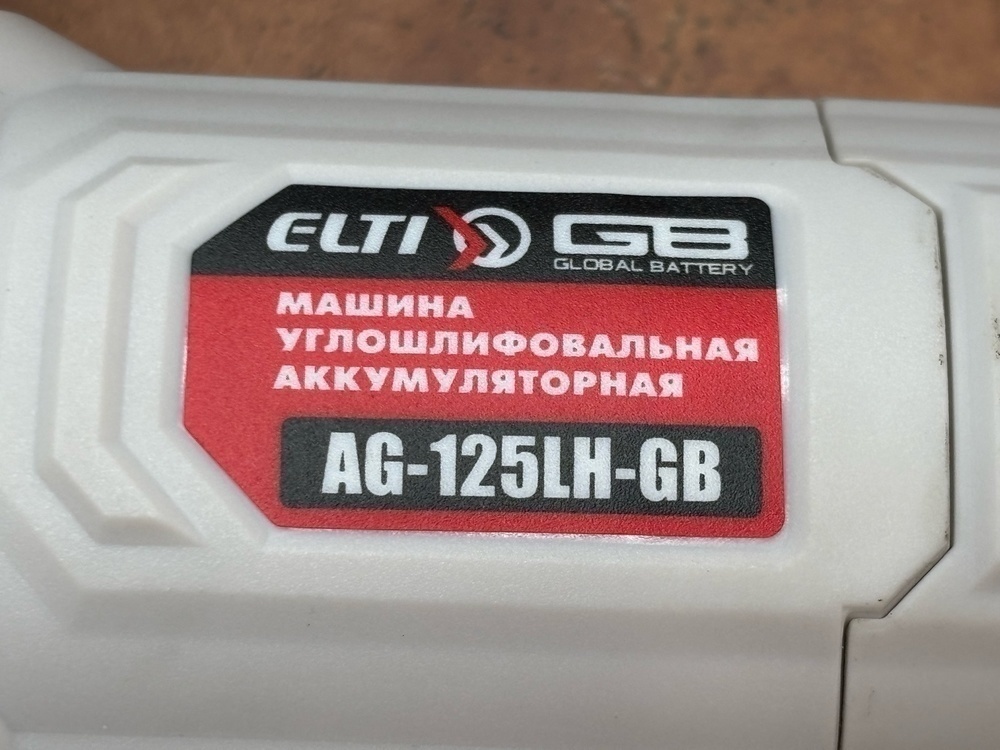 ELTI GB
GLOBAL BATTERY
МАШИНА
УГЛОШЛИФОВАЛЬНАЯ
АККУМУЛЯТОРНАЯ
AG-125LH-GB